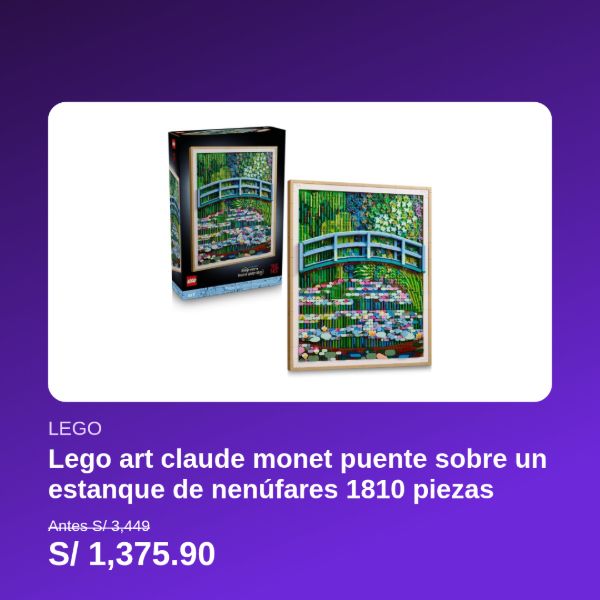 LEGO
LEGO
Lego art claude monet puente sobre un
estanque de nenúfares 1810 piezas
Antes S/ 3,449
S/ 1,375.90